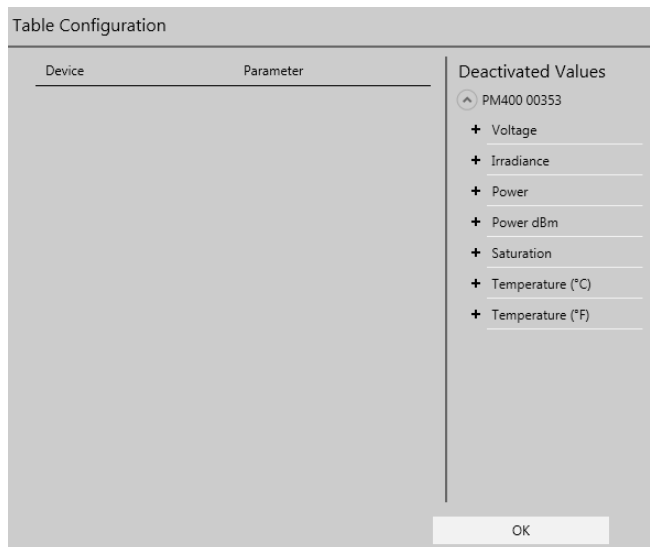 Table Configuration
Device Parameter
Deactivated Values
PM400 00353
+ Voltage
+ Irradiance
+ Power
+ Power dBm
+ Saturation
+ Temperature (°C)
+ Temperature (°F)
OK